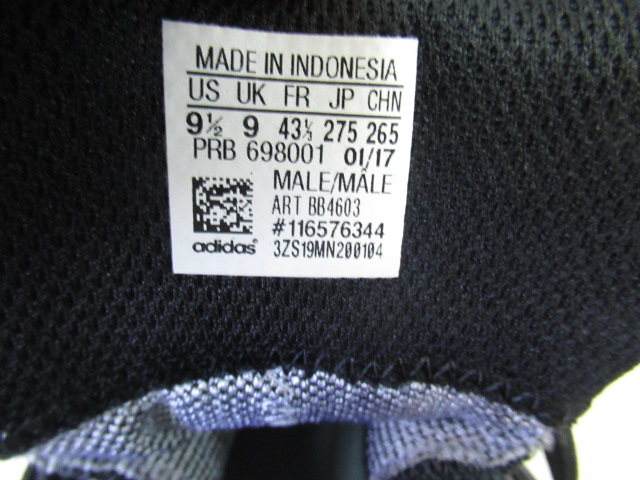 MADE IN INDONESIA
US UK FR JP CHN
9½ 9 43⅓ 275 265
PRB 698001 01/17
MALE/MÂLE
ART BB4603
#116576344
adidas® 3ZS19MN200104